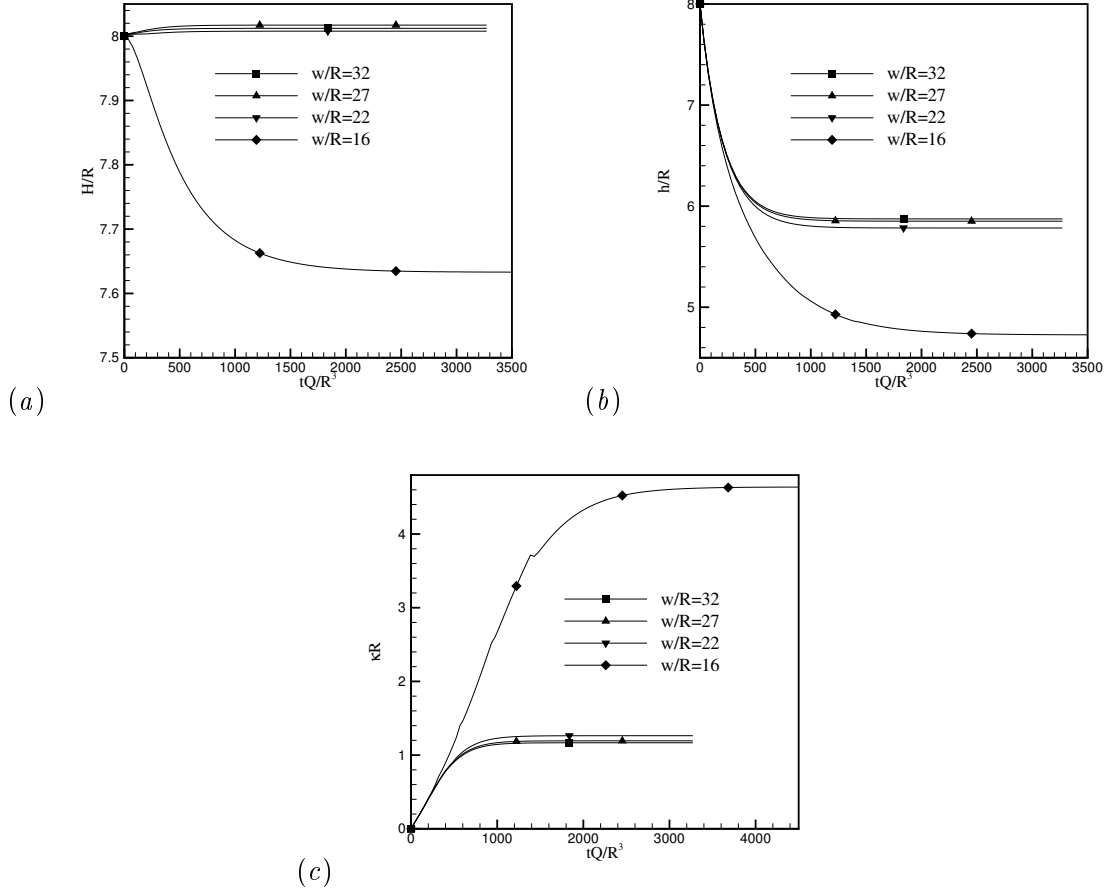 8
7.9
7.8
7.7
7.6
7.5
H/R
w/R=32
w/R=27
w/R=22
w/R=16
0 500 1000 1500 2000 2500 3000 3500
tQ/R³
(a)
8
7
6
5
h/R
w/R=32
w/R=27
w/R=22
w/R=16
0 500 1000 1500 2000 2500 3000 3500
tQ/R³
(b)
4
3
2
1
0
κR
w/R=32
w/R=27
w/R=22
w/R=16
0 1000 2000 3000 4000
tQ/R³
(c)